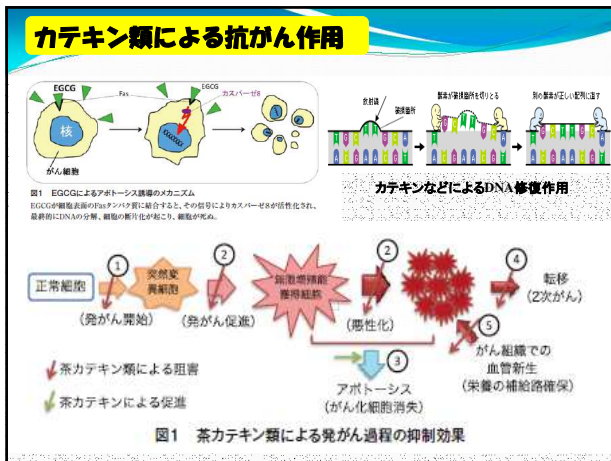 カテキン類による抗がん作用
EGCG
Fas
EGCG
カスパーゼ8
核
がん細胞
図1 EGCGによるアポトーシス誘導のメカニズム
EGCGが細胞表面のFasタンパク質に結合すると、その信号によりカスパーゼ8が活性化され、
最終的にDNAの分解、細胞の断片化が起こり、細胞が死ぬ。
放射線
破損箇所
酵素が破損箇所を切りとる
別の酵素が正しい配列に直す
カテキンなどによるDNA修復作用
正常細胞
①
(発がん開始)
突然変
異細胞
②
(発がん促進)
無限増殖能
獲得細胞
②
(悪性化)
④
転移
(2次がん)
⑤
がん組織での
血管新生
(栄養の補給路確保)
③
アポトーシス
(がん化細胞消失)
茶カテキン類による阻害
茶カテキンによる促進
図1 茶カテキン類による発がん過程の抑制効果